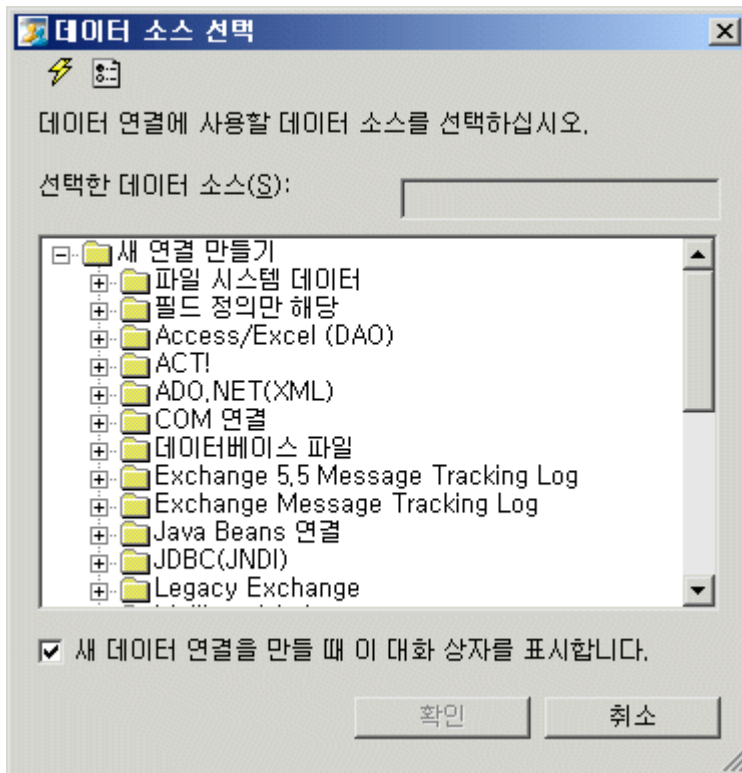 데이터 소스 선택
데이터 연결에 사용할 데이터 소스를 선택하십시오.
선택한 데이터 소스(S):
새 연결 만들기
파일 시스템 데이터
필드 정의만 해당
Access/Excel (DAO)
ACT!
ADO.NET(XML)
COM 연결
데이터베이스 파일
Exchange 5.5 Message Tracking Log
Exchange Message Tracking Log
Java Beans 연결
JDBC(JNDI)
Legacy Exchange
새 데이터 연결을 만들 때 이 대화 상자를 표시합니다.
확인 취소